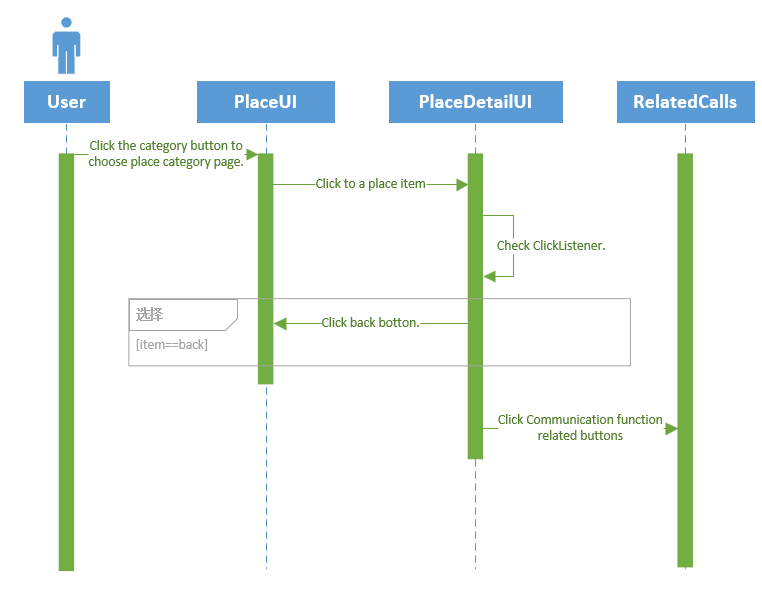 User
PlaceUI
PlaceDetailUI
RelatedCalls
Click the category button to
choose place category page.
Click to a place item
Check ClickListener.
选择
Click back botton.
[item==back]
Click Communication function
related buttons